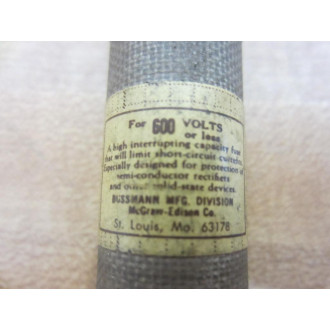 For 600 VOLTS
or less
A high interrupting capacity fuse
that will limit short-circuit currents.
Especially designed for protection of
semi-conductor rectifiers
and other solid-state devices.
BUSSMANN MFG. DIVISION
McGraw-Edison Co.
St. Louis, Mo. 63178